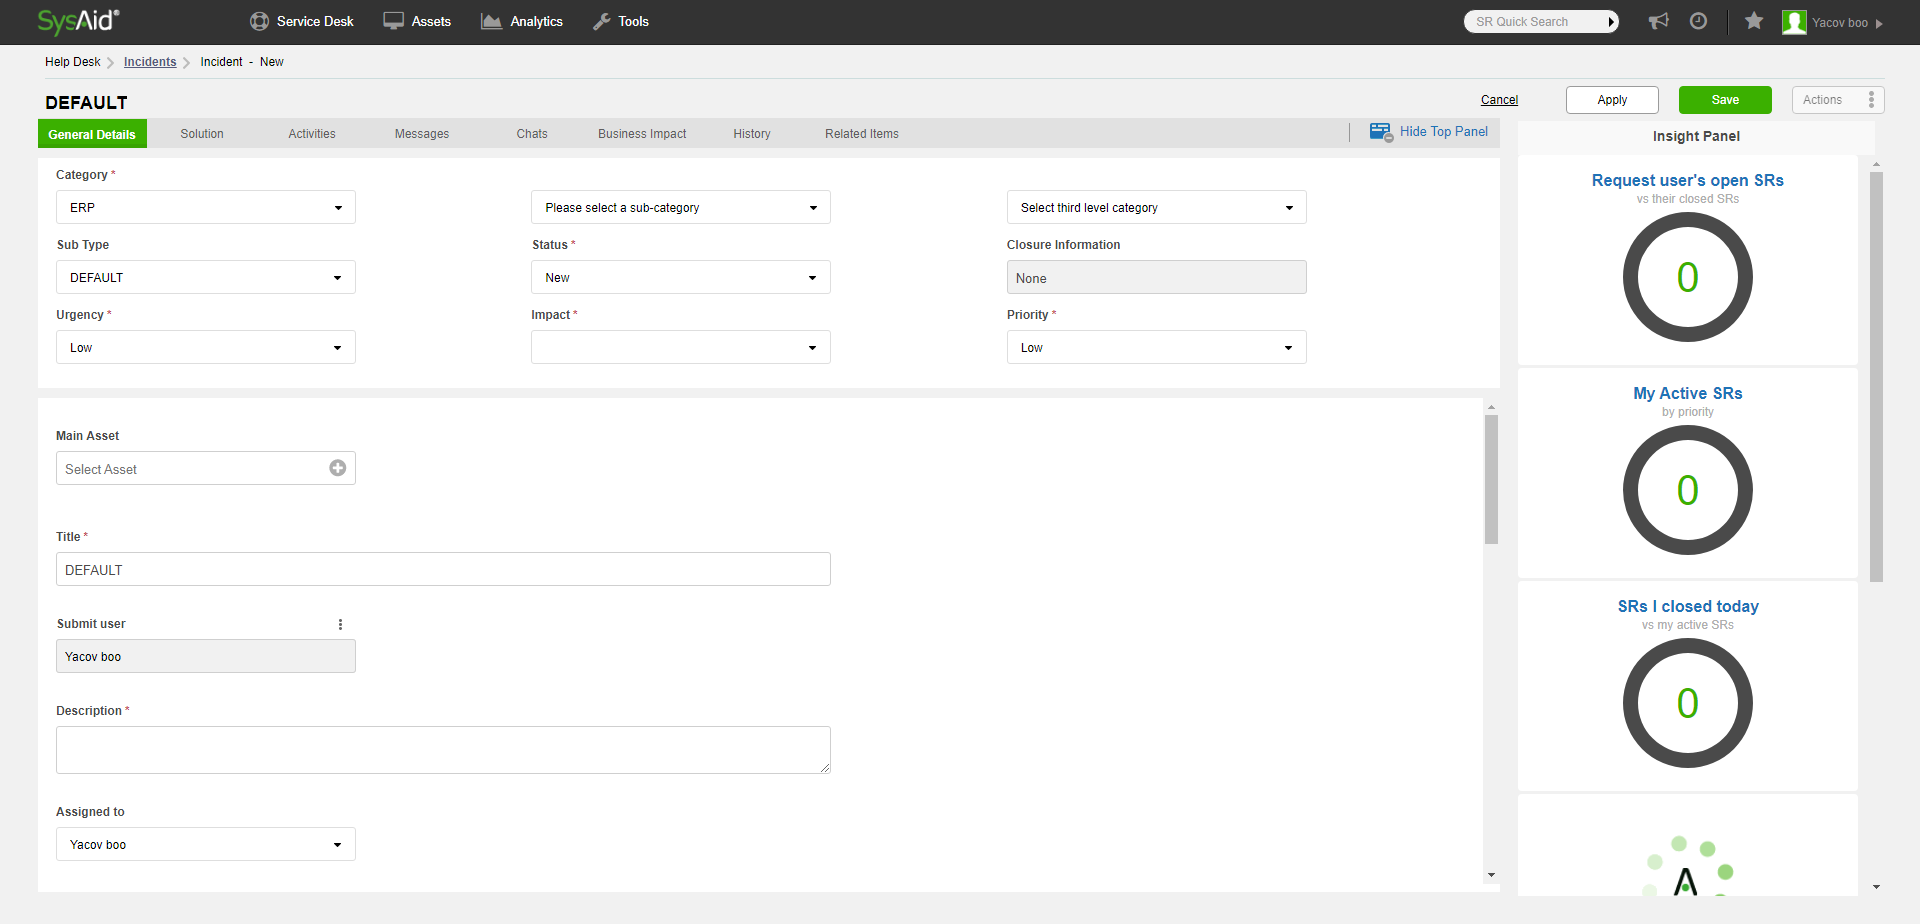 SysAid®
Service Desk
Assets
Analytics
Tools
SR Quick Search
Yacov boo
Help Desk
Incidents
Incident - New
DEFAULT
Cancel
Apply
Save
Actions
General Details
Solution
Activities
Messages
Chats
Business Impact
History
Related Items
Hide Top Panel
Category *
ERP
Please select a sub-category
Select third level category
Sub Type
Status *
Closure Information
DEFAULT
New
None
Urgency *
Impact *
Priority *
Low
Low
Main Asset
Select Asset
Title *
DEFAULT
Submit user
Yacov boo
Description *
Assigned to
Yacov boo
Insight Panel
Request user's open SRs
vs their closed SRs
0
My Active SRs
by priority
0
SRs I closed today
vs my active SRs
0